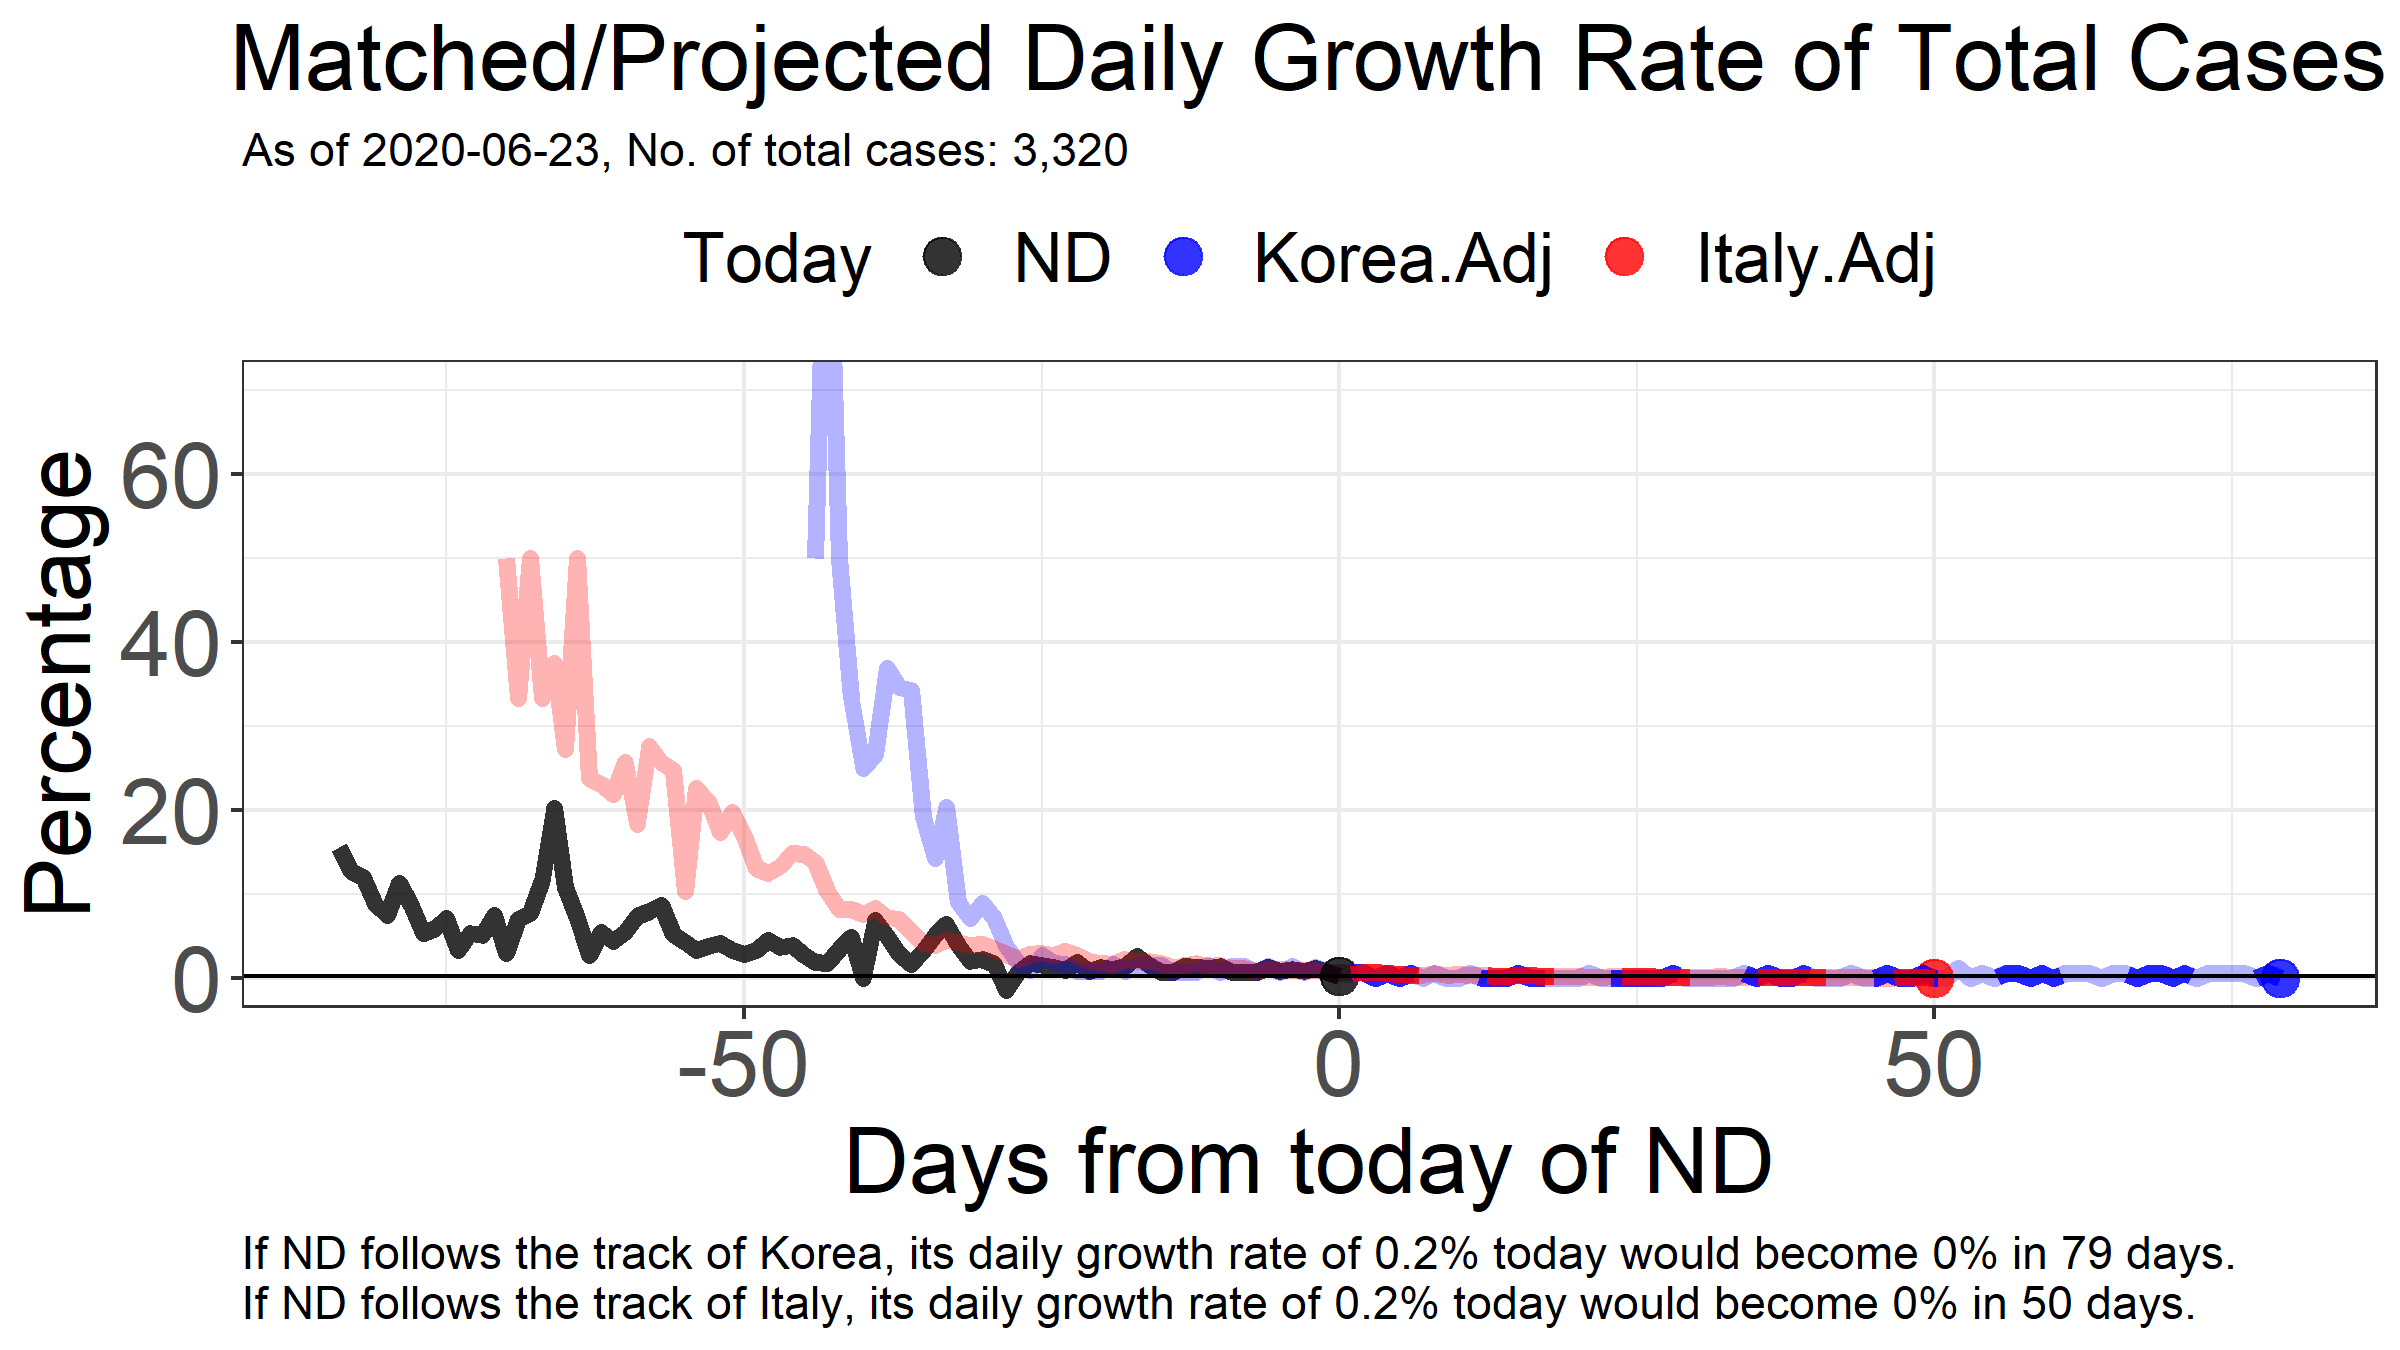 Matched/Projected Daily Growth Rate of Total Cases
As of 2020-06-23, No. of total cases: 3,320
Today ND Korea.Adj Italy.Adj
Percentage
60
40
20
0
-50 0 50
Days from today of ND
If ND follows the track of Korea, its daily growth rate of 0.2% today would become 0% in 79 days.
If ND follows the track of Italy, its daily growth rate of 0.2% today would become 0% in 50 days.